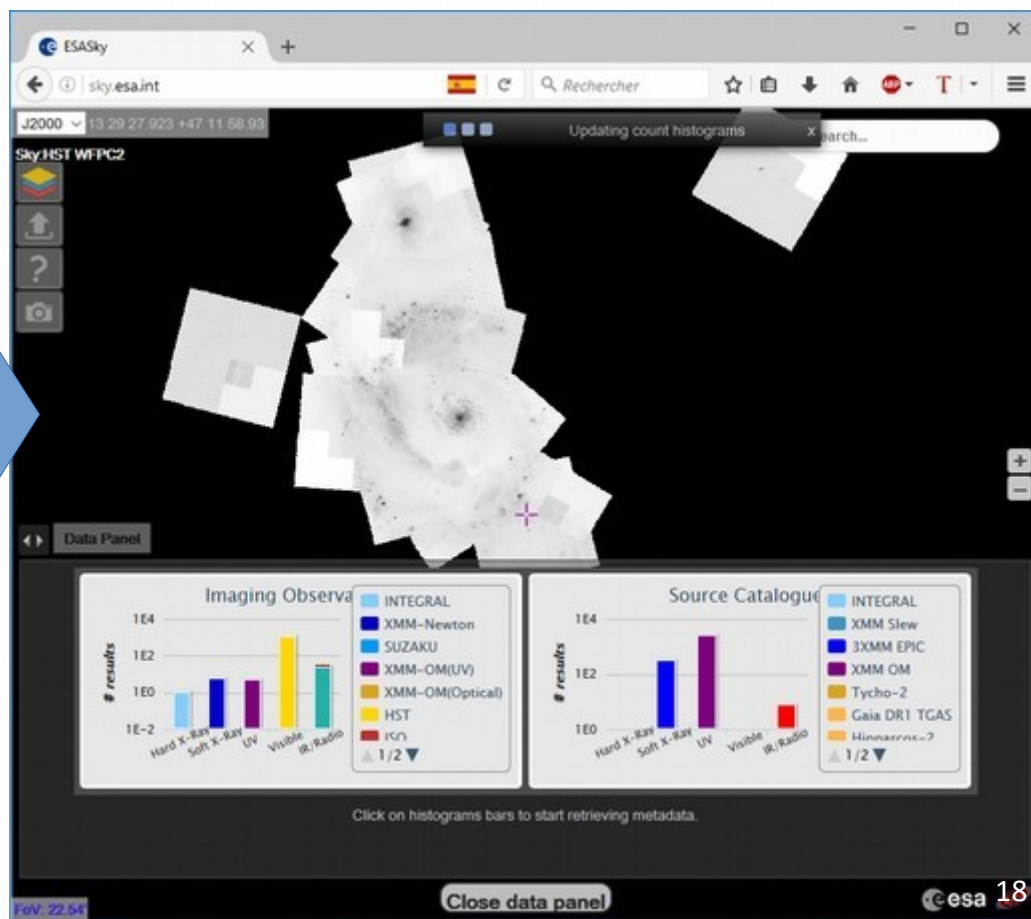 ESASky
sky.esa.int
Rechercher
ABP
T
J2000 13 29 27.923 +47 11 58.93
Updating count histograms x
earch...
Sky:HST WFPC2
?
+
−
Data Panel
Imaging Observa
1E4
1E2
1E0
1E-2
# results
Hard X-Ray
Soft X-Ray
UV
Visible
IR/Radio
INTEGRAL
XMM-Newton
SUZAKU
XMM-OM(UV)
XMM-OM(Optical)
HST
ISO
1/2
Source Catalogue
1E4
1E2
1E0
# results
Hard X-Ray
Soft X-Ray
UV
Visible
IR/Radio
INTEGRAL
XMM Slew
3XMM EPIC
XMM OM
Tycho-2
Gaia DR1 TGAS
Hipparcos-2
1/2
Click on histograms bars to start retrieving metadata.
FoV: 22.54'
Close data panel
esa
18